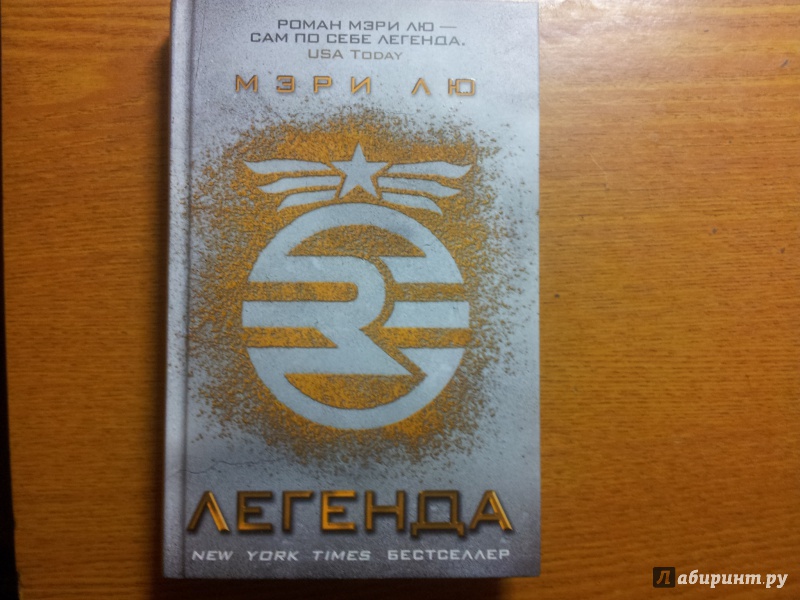 РОМАН МЭРИ ЛЮ —
САМ ПО СЕБЕ ЛЕГЕНДА.
USA TODAY
МЭРИ ЛЮ
R
ЛЕГЕНДА
NEW YORK TIMES БЕСТСЕЛЛЕР
Лабиринт.ру